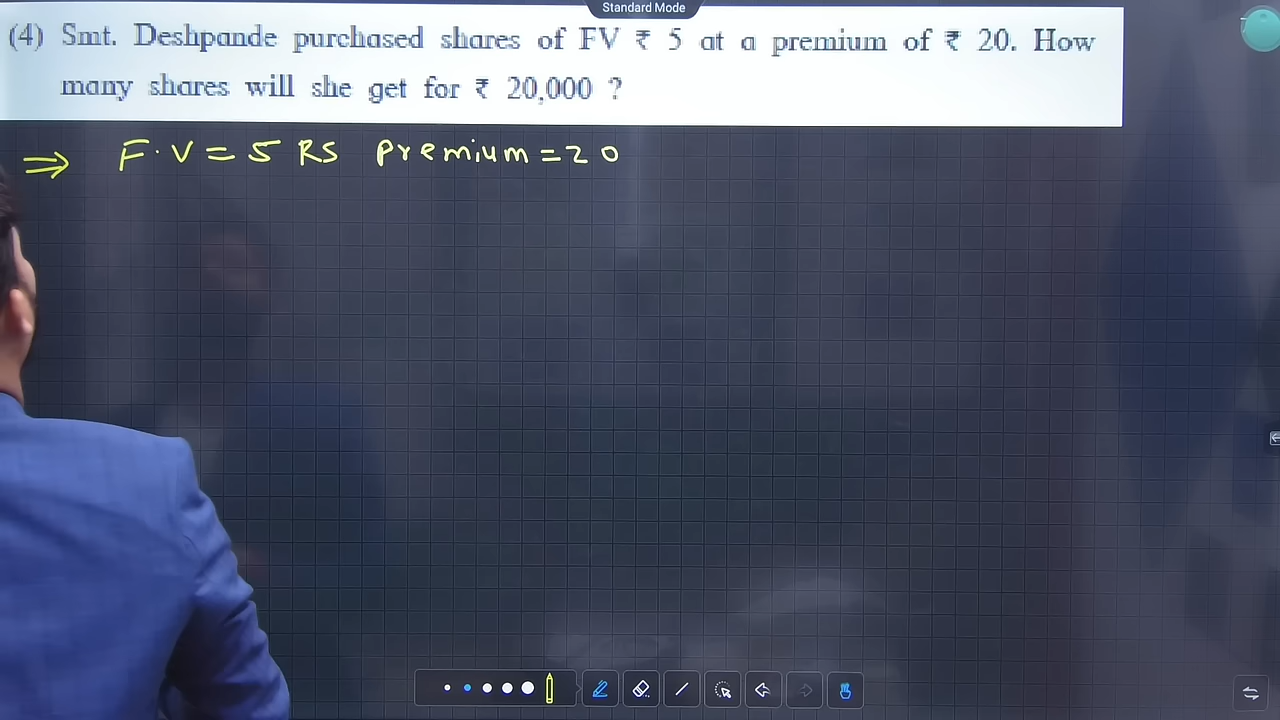 Standard Mode
(4) Smt. Deshpande purchased shares of FV ₹ 5 at a premium of ₹ 20. How
many shares will she get for ₹ 20,000 ?
⇒ F.V = 5 RS premium = 20